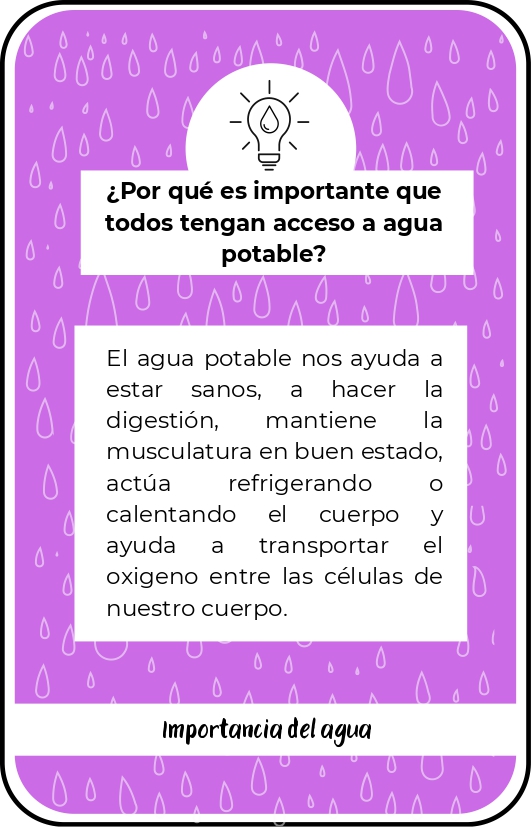 ¿Por qué es importante que
todos tengan acceso a agua
potable?
El agua potable nos ayuda a
estar sanos, a hacer la
digestión, mantiene la
musculatura en buen estado,
actúa refrigerando o
calentando el cuerpo y
ayuda a transportar el
oxigeno entre las células de
nuestro cuerpo.
Importancia del agua